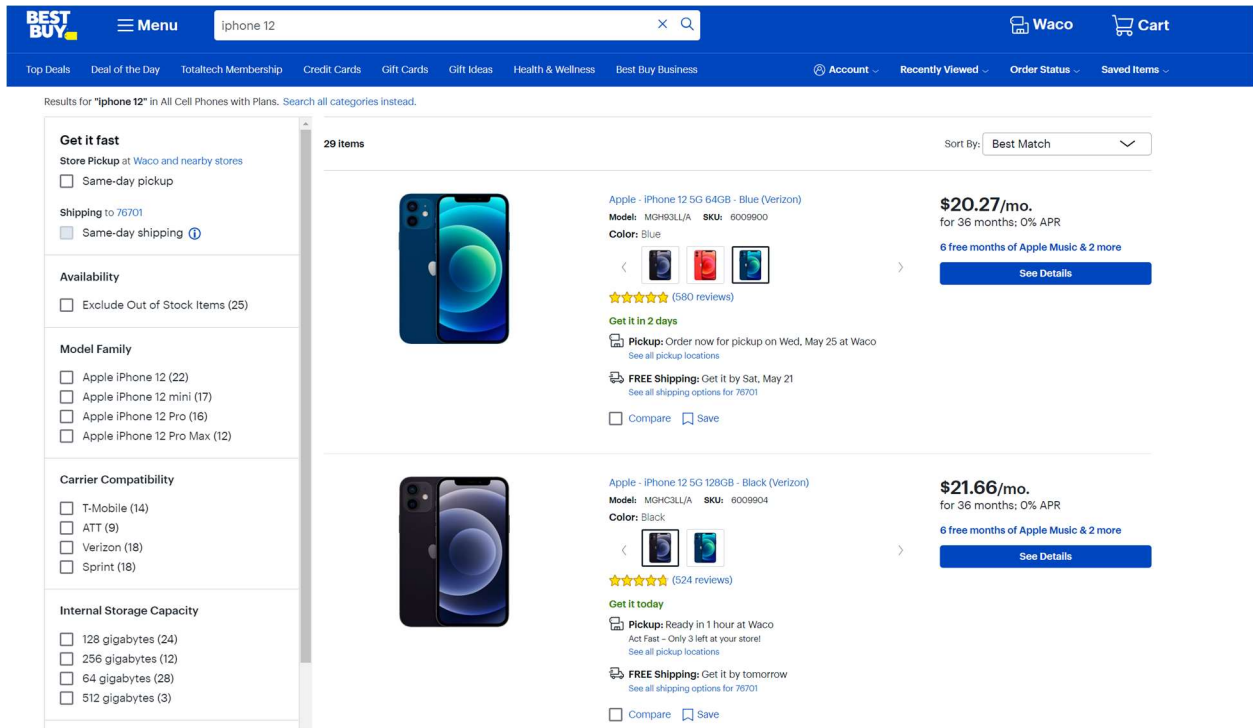 BEST BUY
Menu
iphone 12
Waco
Cart
Top Deals Deal of the Day Totaltech Membership Credit Cards Gift Cards Gift Ideas Health & Wellness Best Buy Business Account Recently Viewed Order Status Saved Items
Results for "iphone 12" in All Cell Phones with Plans. Search all categories instead.
Get it fast
Store Pickup at Waco and nearby stores
Same-day pickup
Shipping to 76701
Same-day shipping
Availability
Exclude Out of Stock Items (25)
Model Family
Apple iPhone 12 (22)
Apple iPhone 12 mini (17)
Apple iPhone 12 Pro (16)
Apple iPhone 12 Pro Max (12)
Carrier Compatibility
T-Mobile (14)
ATT (9)
Verizon (18)
Sprint (18)
Internal Storage Capacity
128 gigabytes (24)
256 gigabytes (12)
64 gigabytes (28)
512 gigabytes (3)
29 items
Sort By: Best Match
Apple - iPhone 12 5G 64GB - Blue (Verizon)
Model: MGH93LL/A SKU: 6009900
Color: Blue
(580 reviews)
Get it in 2 days
Pickup: Order now for pickup on Wed, May 25 at Waco
See all pickup locations
FREE Shipping: Get it by Sat, May 21
See all shipping options for 76701
Compare Save
$20.27/mo.
for 36 months; 0% APR
6 free months of Apple Music & 2 more
See Details
Apple - iPhone 12 5G 128GB - Black (Verizon)
Model: MGHC3LL/A SKU: 6009904
Color: Black
(524 reviews)
Get it today
Pickup: Ready in 1 hour at Waco
Act Fast – Only 3 left at your store!
See all pickup locations
FREE Shipping: Get it by tomorrow
See all shipping options for 76701
Compare Save
$21.66/mo.
for 36 months; 0% APR
6 free months of Apple Music & 2 more
See Details